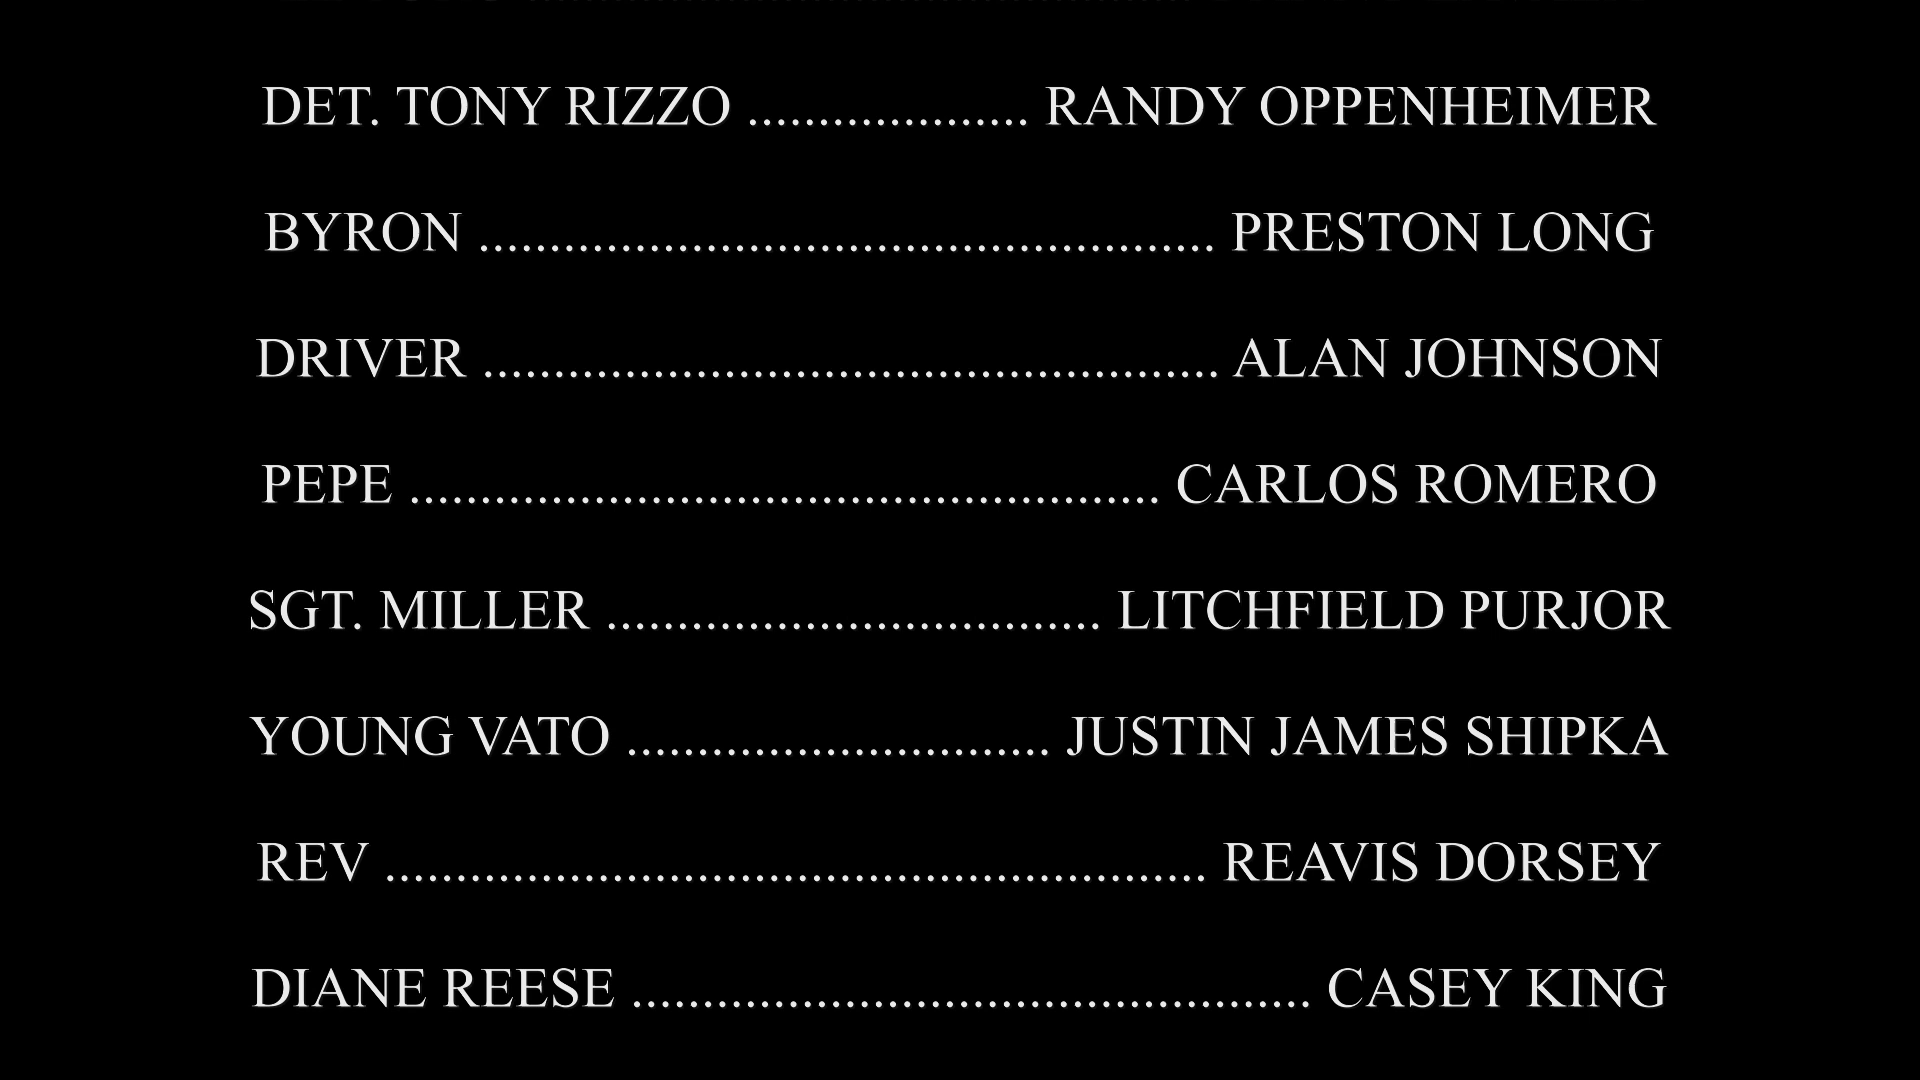 DET. TONY RIZZO .................... RANDY OPPENHEIMER
BYRON .................................................... PRESTON LONG
DRIVER .................................................... ALAN JOHNSON
PEPE ..................................................... CARLOS ROMERO
SGT. MILLER ................................... LITCHFIELD PURJOR
YOUNG VATO .............................. JUSTIN JAMES SHIPKA
REV .......................................................... REAVIS DORSEY
DIANE REESE ................................................ CASEY KING